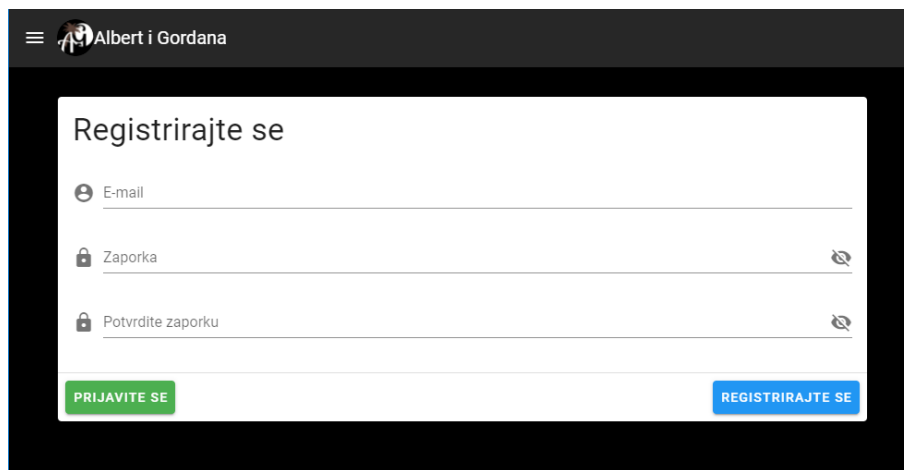 Albert i Gordana
Registrirajte se
E-mail
Zaporka
Potvrdite zaporku
PRIJAVITE SE
REGISTRIRAJTE SE